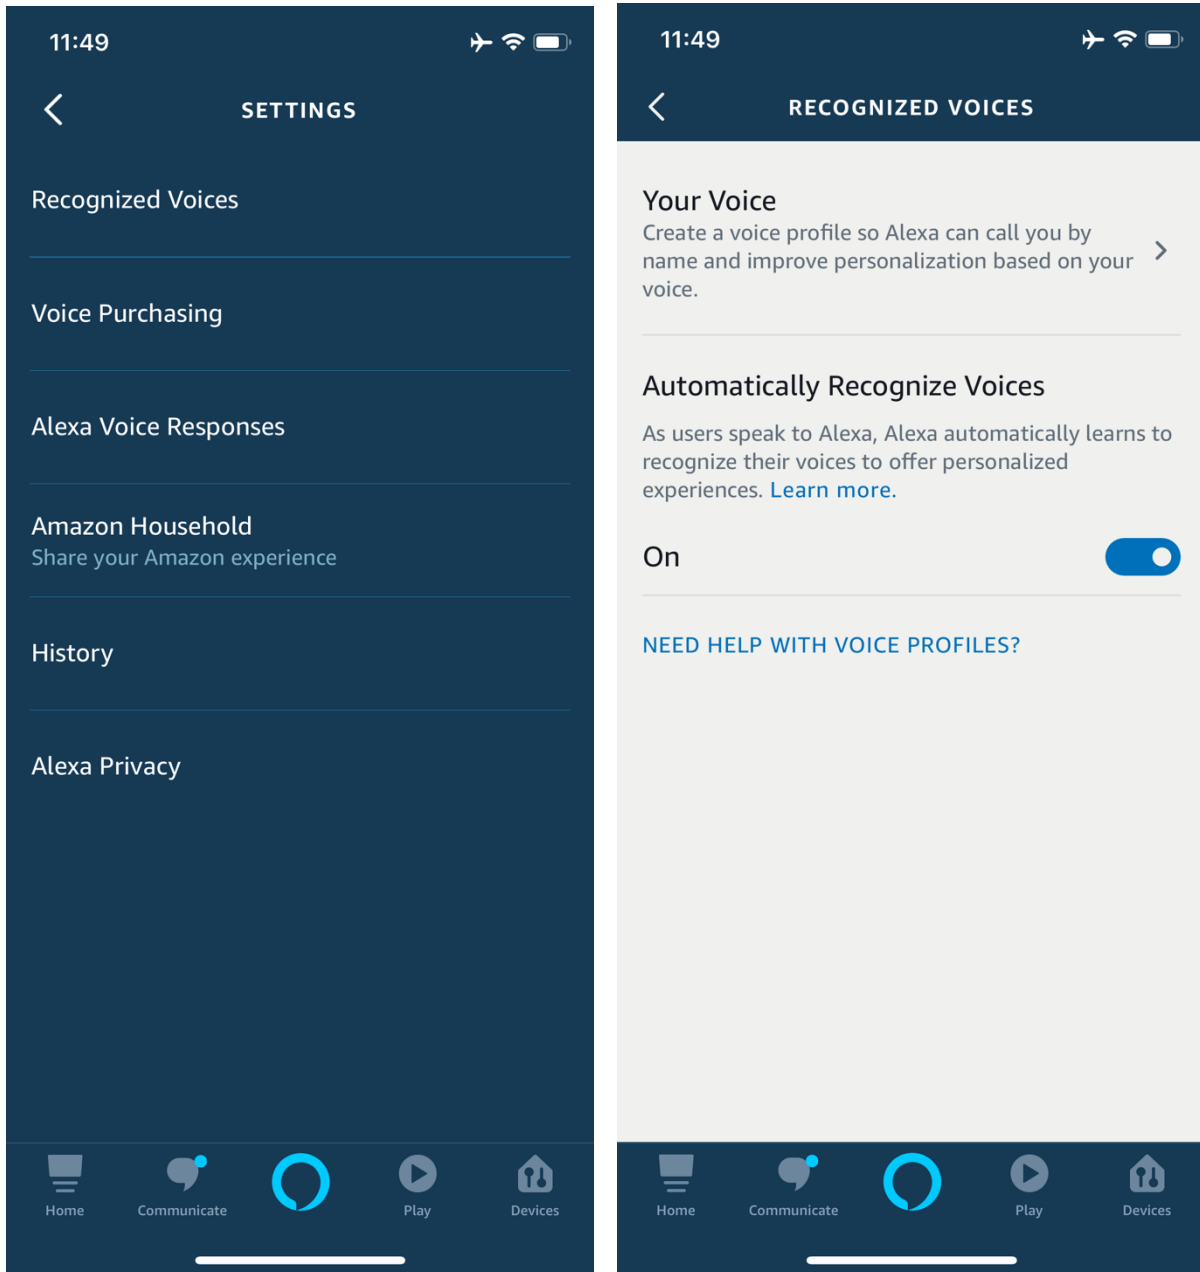 11:49
SETTINGS
Recognized Voices
Voice Purchasing
Alexa Voice Responses
Amazon Household
Share your Amazon experience
History
Alexa Privacy
Home
Communicate
Play
Devices
11:49
RECOGNIZED VOICES
Your Voice
Create a voice profile so Alexa can call you by
name and improve personalization based on your
voice.
Automatically Recognize Voices
As users speak to Alexa, Alexa automatically learns to
recognize their voices to offer personalized
experiences. Learn more.
On
NEED HELP WITH VOICE PROFILES?
Home
Communicate
Play
Devices